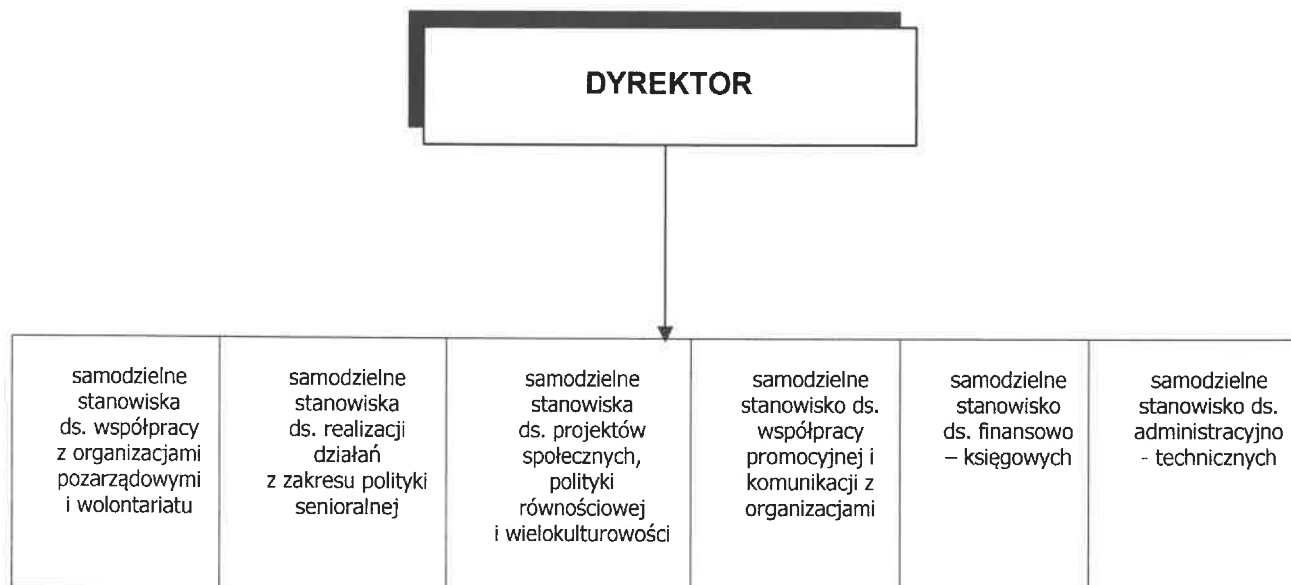 DYREKTOR
samodzielne
stanowiska
ds. współpracy
z organizacjami
pozarządowymi
i wolontariatu
samodzielne
stanowiska
ds. realizacji
działań
z zakresu polityki
senioralnej
samodzielne
stanowiska
ds. projektów
społecznych,
polityki
równościowej
i wielokulturowości
samodzielne
stanowisko ds.
współpracy
promocyjnej i
komunikacji z
organizacjami
samodzielne
stanowisko
ds. finansowo
– księgowych
samodzielne
stanowisko ds.
administracyjno
- technicznych